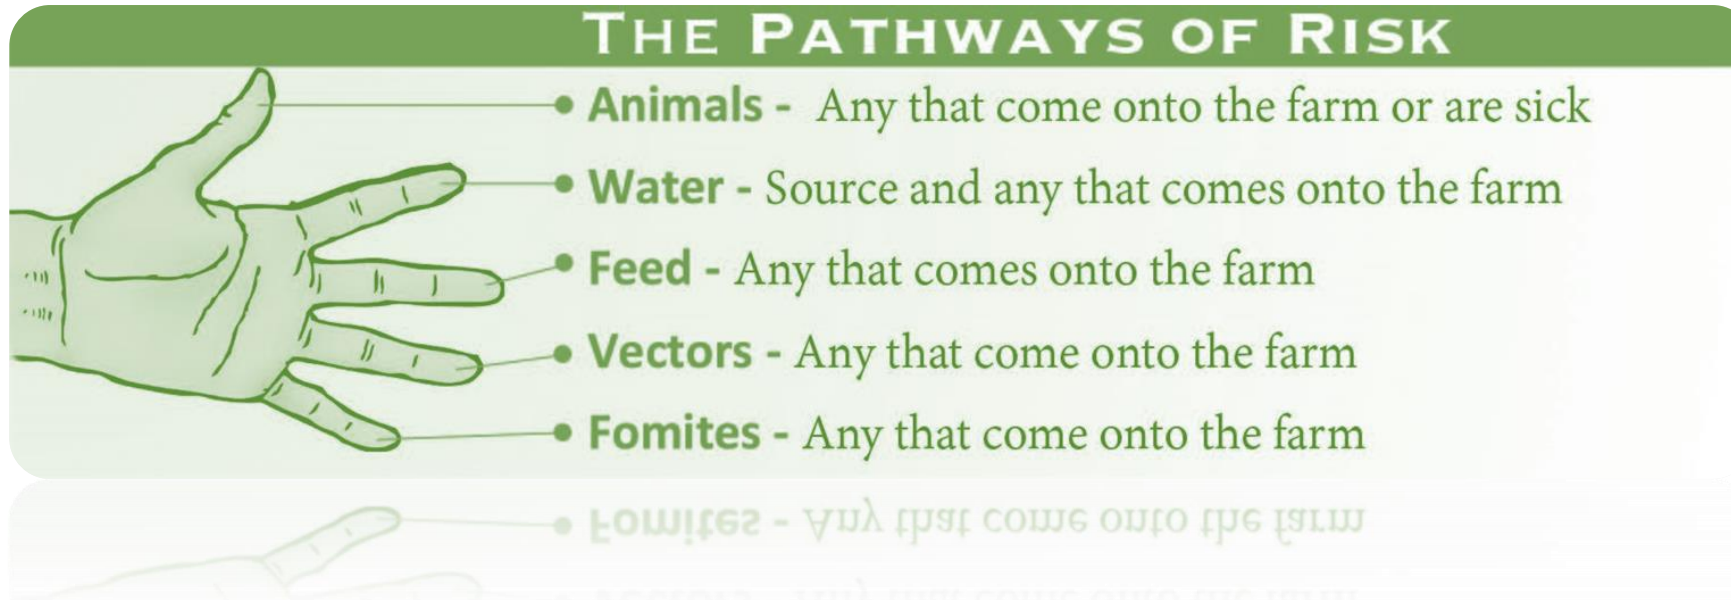 THE PATHWAYS OF RISK
Animals - Any that come onto the farm or are sick
Water - Source and any that comes onto the farm
Feed - Any that comes onto the farm
Vectors - Any that come onto the farm
Fomites - Any that come onto the farm